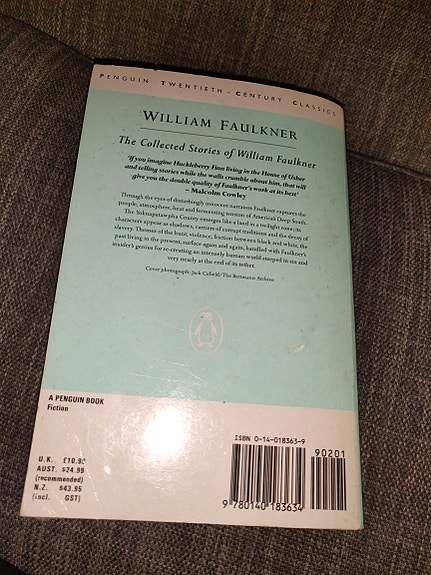 PENGUIN TWENTIETH-CENTURY CLASSICS
WILLIAM FAULKNER
The Collected Stories of William Faulkner
'If you imagine Huckleberry Finn living in the House of Usher
and telling stories while the walls crumble about him, that will
give you the double quality of Faulkner's work at its best'
– Malcolm Cowley
Through the eyes of disturbingly innocent narrators Faulkner captures the
people, atmosphere, heat and fermenting tension of America's Deep South.
The Yoknapatawpha County emerges like a land in a twilight zone; its
characters appear as shadows, carriers of corrupt traditions and the decay of
slavery. Themes of the hunt, violence, friction between black and white, the
past living in the present, surface again and again, handled with Faulkner's
insider's genius for re-creating an intensely human world steeped in sin and
very nearly at the end of its tether.
Cover photograph: Jack Cofield/The Bettmann Archive
A PENGUIN BOOK
Fiction
ISBN 0-14-018363-9
90201
U.K. £10.99
AUST. $24.99
(recommended)
N.Z. $43.95
(incl. GST)
9 780140 183634